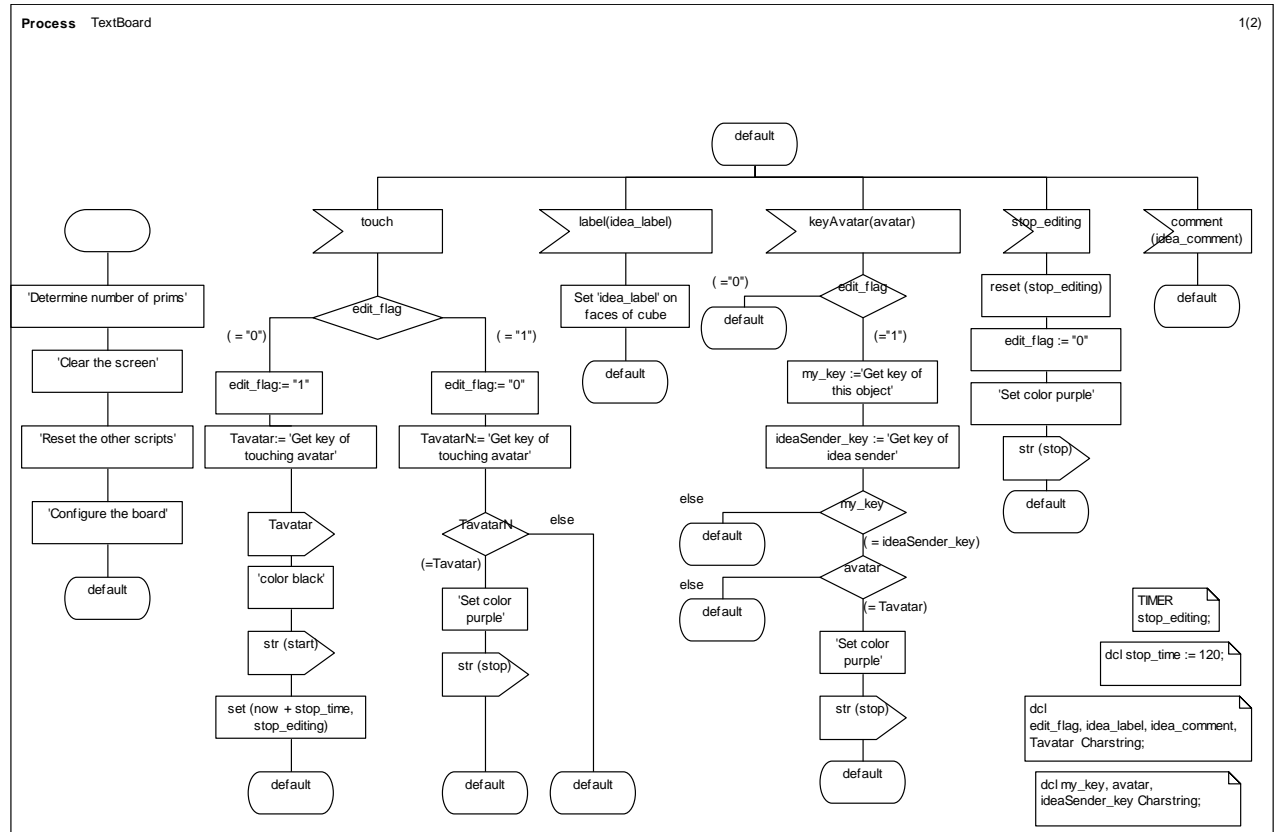 Process TextBoard
1(2)
default
touch
label(idea_label)
keyAvatar(avatar)
stop_editing
comment
(idea_comment)
'Determine number of prims'
'Clear the screen'
'Reset the other scripts'
'Configure the board'
default
edit_flag
( = "0")
( = "1")
edit_flag:= "1"
Tavatar:= 'Get key of
touching avatar'
Tavatar
'color black'
str (start)
set (now + stop_time,
stop_editing)
default
edit_flag:= "0"
TavatarN:= 'Get key of
touching avatar'
TavatarN
else
(=Tavatar)
'Set color
purple'
str (stop)
default
default
Set 'idea_label' on
faces of cube
default
edit_flag
( ="0")
default
(="1")
my_key :='Get key of
this object'
ideaSender_key := 'Get key of
idea sender'
my_key
else
default
( = ideaSender_key)
avatar
else
default
(= Tavatar)
'Set color
purple'
str (stop)
default
reset (stop_editing)
edit_flag := "0"
'Set color purple'
str (stop)
default
default
TIMER
stop_editing;
dcl stop_time := 120;
dcl
edit_flag, idea_label, idea_comment,
Tavatar Charstring;
dcl my_key, avatar,
ideaSender_key Charstring;